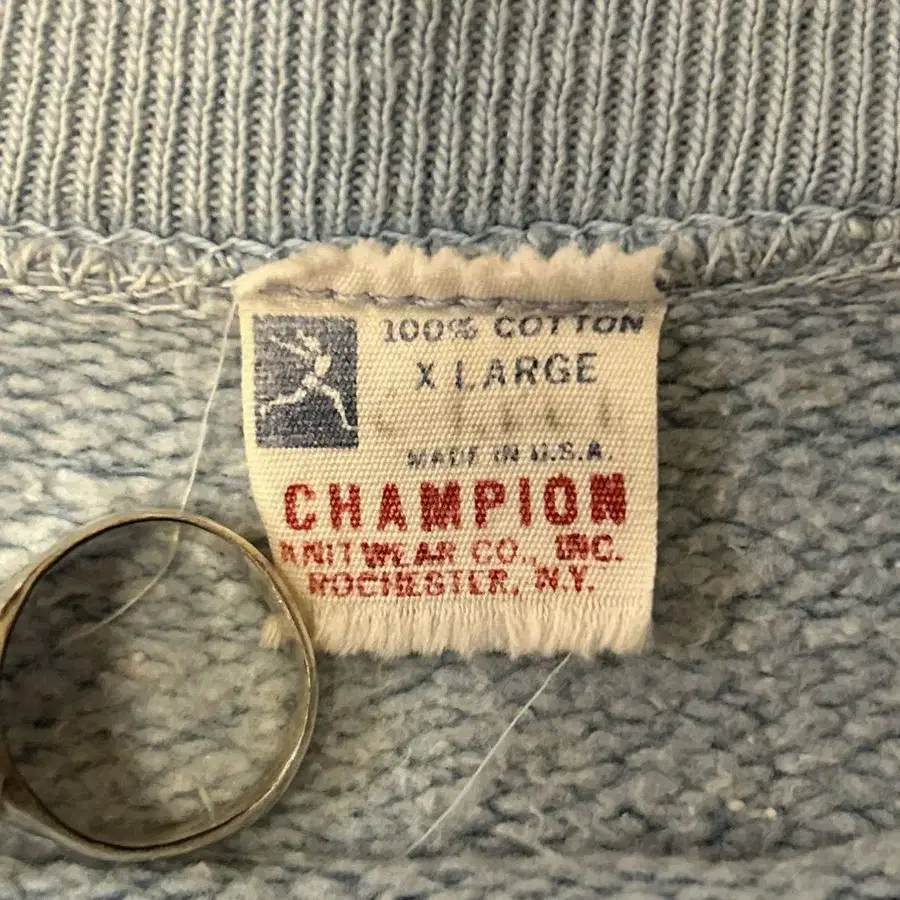 100% COTTON
X LARGE
MADE IN U.S.A.
CHAMPION
KNITWEAR CO., INC.
ROCHESTER, N.Y.